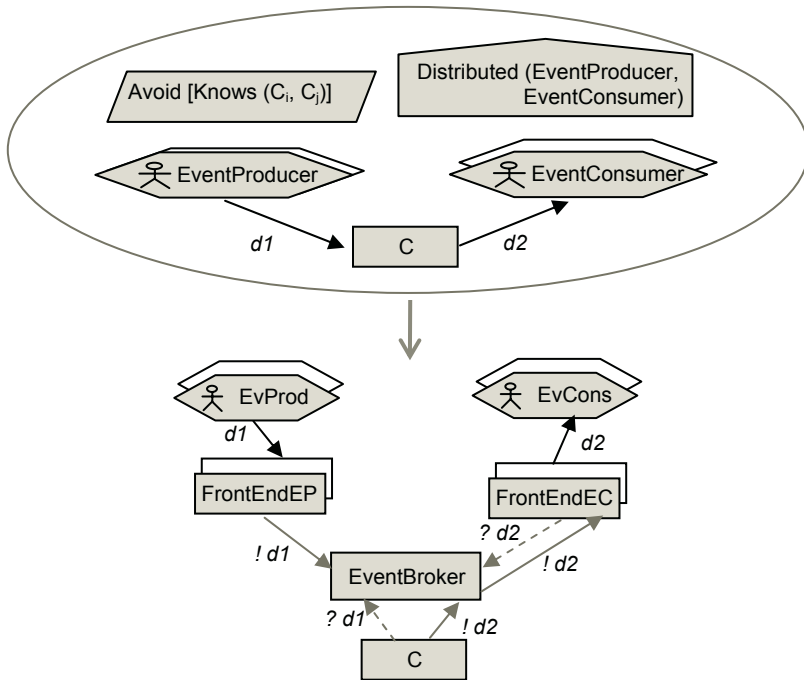 Avoid [Knows (Cᵢ, Cⱼ)]
Distributed (EventProducer,
EventConsumer)
EventProducer
EventConsumer
d1
C
d2
EvProd
EvCons
d1
d2
FrontEndEP
FrontEndEC
! d1
? d2
! d2
EventBroker
? d1
! d2
C